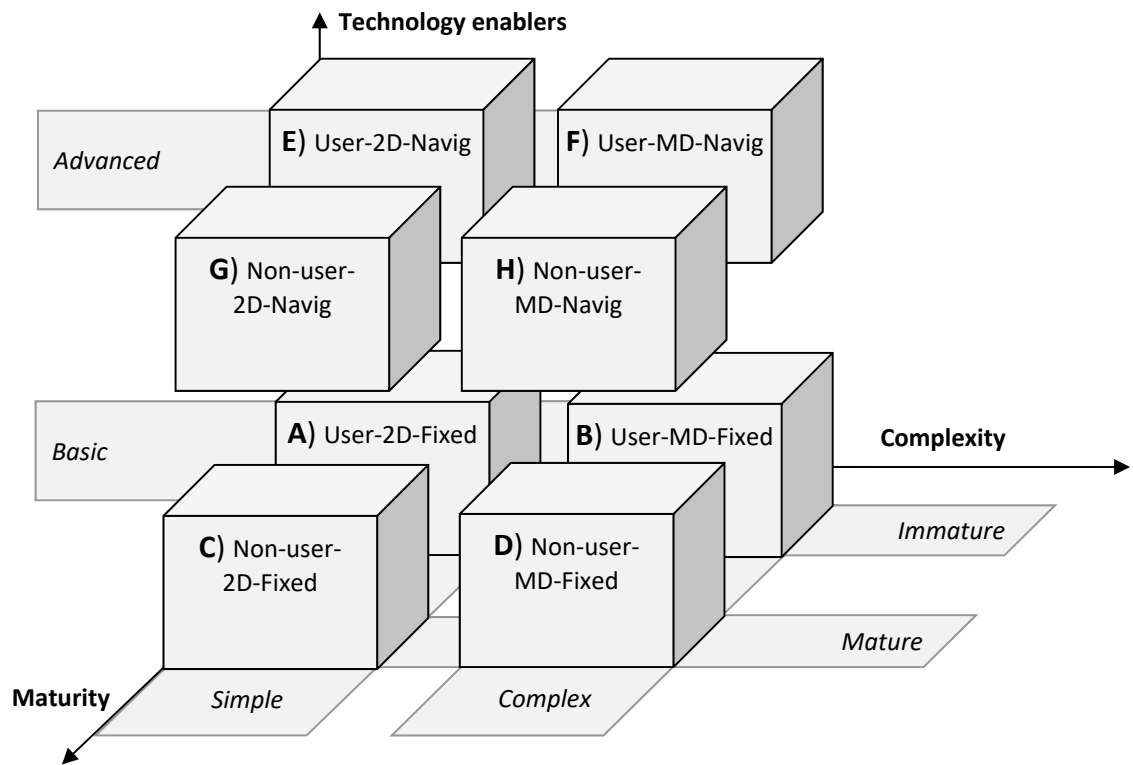 Technology enablers
E) User-2D-Navig
F) User-MD-Navig
Advanced
G) Non-user-
2D-Navig
H) Non-user-
MD-Navig
A) User-2D-Fixed
B) User-MD-Fixed
Complexity
Basic
Immature
C) Non-user-
2D-Fixed
D) Non-user-
MD-Fixed
Mature
Maturity
Simple
Complex